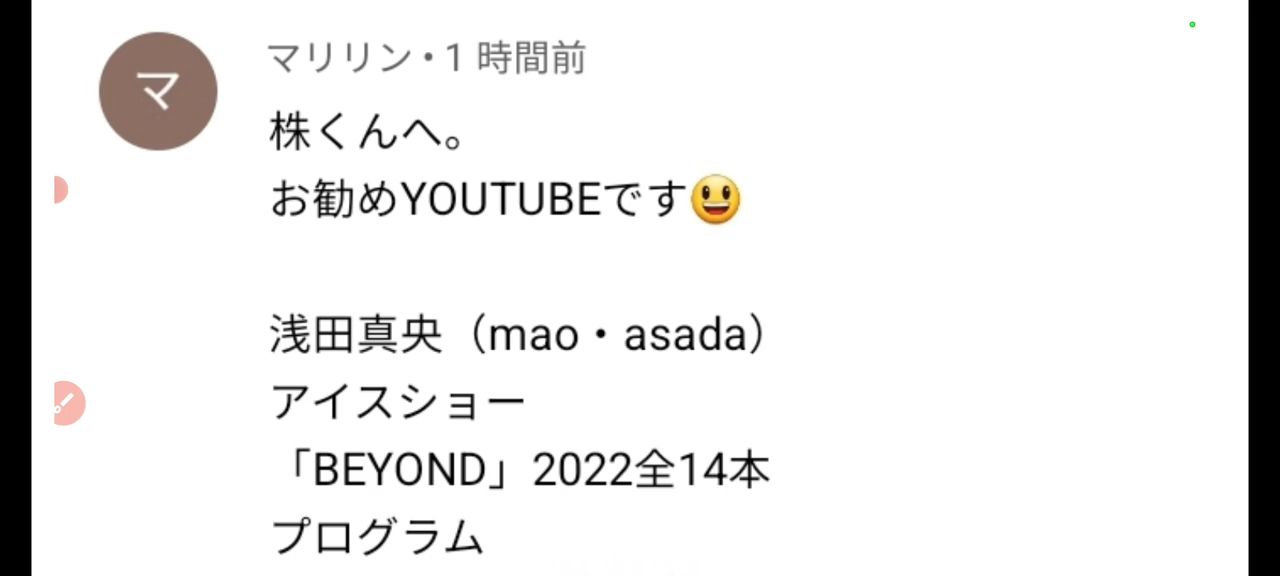 マ
マリリン・1 時間前
株くんへ。
お勧めYOUTUBEです😃
浅田真央（mao・asada）
アイスショー
「BEYOND」2022全14本
プログラム